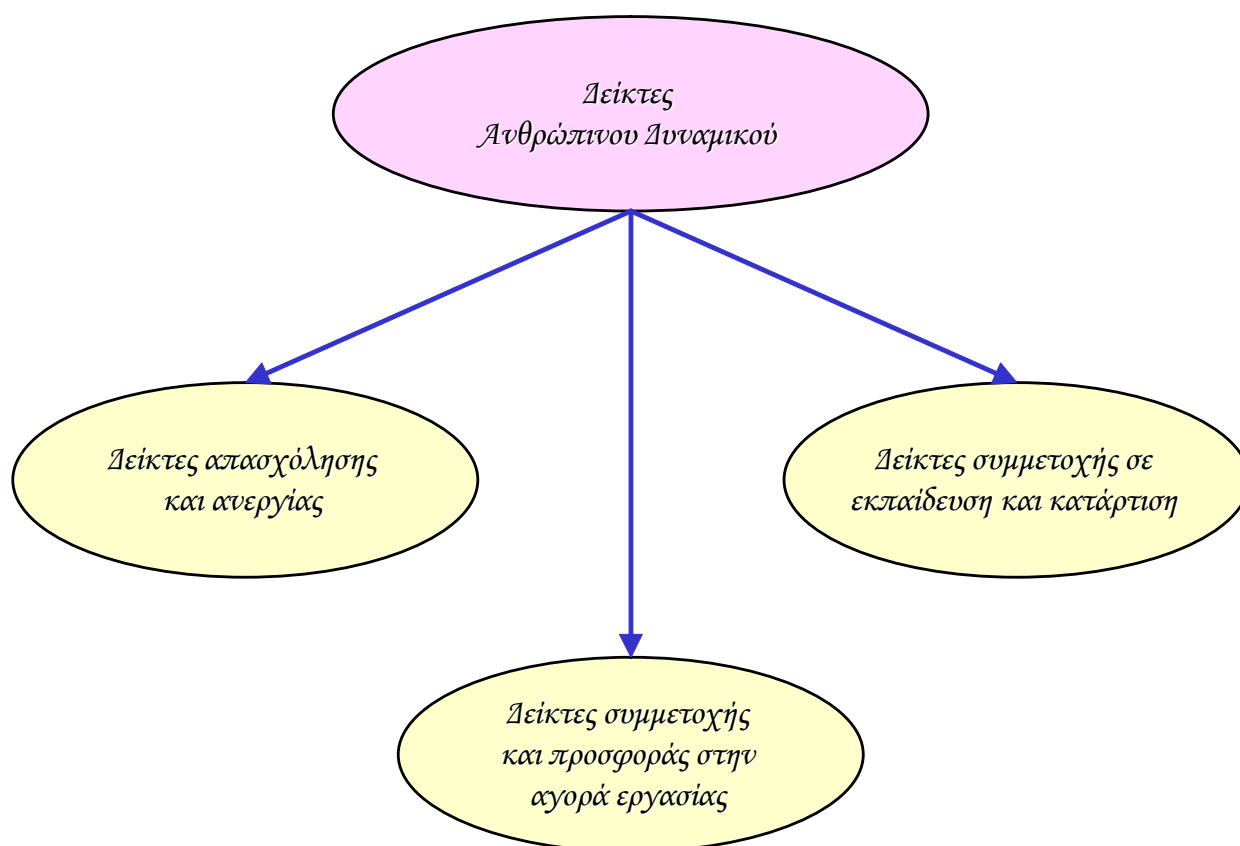 Δείκτες
Ανθρώπινου Δυναμικού
Δείκτες απασχόλησης
και ανεργίας
Δείκτες συμμετοχής σε
εκπαίδευση και κατάρτιση
Δείκτες συμμετοχής
και προσφοράς στην
αγορά εργασίας